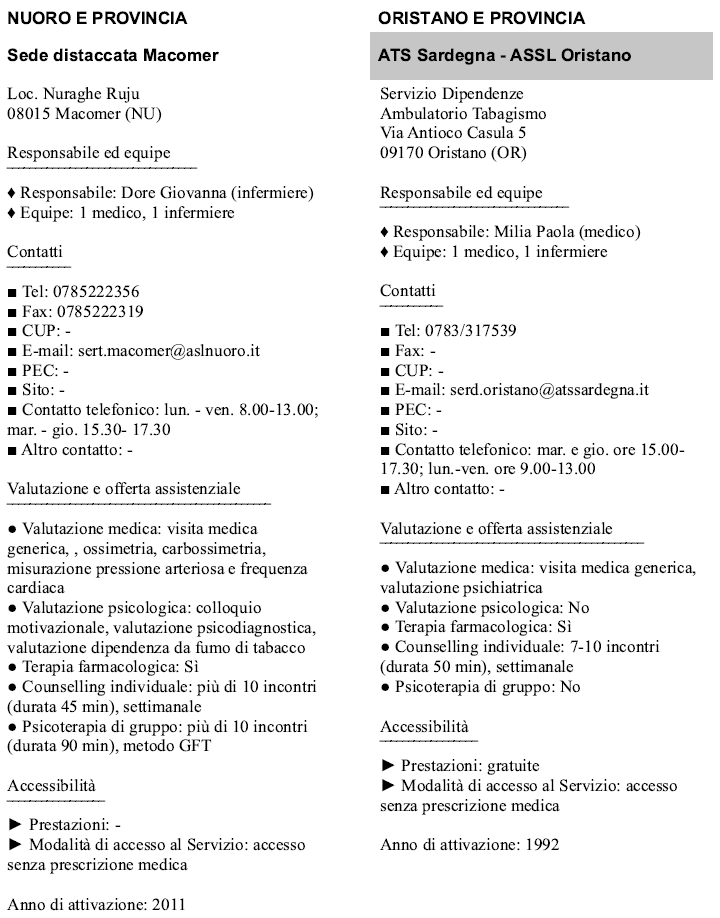 NUORO E PROVINCIA
Sede distaccata Macomer
Loc. Nuraghe Ruju
08015 Macomer (NU)
Responsabile ed equipe
♦ Responsabile: Dore Giovanna (infermiere)
♦ Equipe: 1 medico, 1 infermiere
Contatti
■ Tel: 0785222356
■ Fax: 0785222319
■ CUP: -
■ E-mail: sert.macomer@aslnuoro.it
■ PEC: -
■ Sito: -
■ Contatto telefonico: lun. - ven. 8.00-13.00;
mar. - gio. 15.30- 17.30
■ Altro contatto: -
Valutazione e offerta assistenziale
● Valutazione medica: visita medica
generica, , ossimetria, carbossimetria,
misurazione pressione arteriosa e frequenza
cardiaca
● Valutazione psicologica: colloquio
motivazionale, valutazione psicodiagnostica,
valutazione dipendenza da fumo di tabacco
● Terapia farmacologica: Sì
● Counselling individuale: più di 10 incontri
(durata 45 min), settimanale
● Psicoterapia di gruppo: più di 10 incontri
(durata 90 min), metodo GFT
Accessibilità
► Prestazioni: -
► Modalità di accesso al Servizio: accesso
senza prescrizione medica
Anno di attivazione: 2011
ORISTANO E PROVINCIA
ATS Sardegna - ASSL Oristano
Servizio Dipendenze
Ambulatorio Tabagismo
Via Antioco Casula 5
09170 Oristano (OR)
Responsabile ed equipe
♦ Responsabile: Milia Paola (medico)
♦ Equipe: 1 medico, 1 infermiere
Contatti
■ Tel: 0783/317539
■ Fax: -
■ CUP: -
■ E-mail: serd.oristano@atssardegna.it
■ PEC: -
■ Sito: -
■ Contatto telefonico: mar. e gio. ore 15.00-
17.30; lun.-ven. ore 9.00-13.00
■ Altro contatto: -
Valutazione e offerta assistenziale
● Valutazione medica: visita medica generica,
valutazione psichiatrica
● Valutazione psicologica: No
● Terapia farmacologica: Sì
● Counselling individuale: 7-10 incontri
(durata 50 min), settimanale
● Psicoterapia di gruppo: No
Accessibilità
► Prestazioni: gratuite
► Modalità di accesso al Servizio: accesso
senza prescrizione medica
Anno di attivazione: 1992